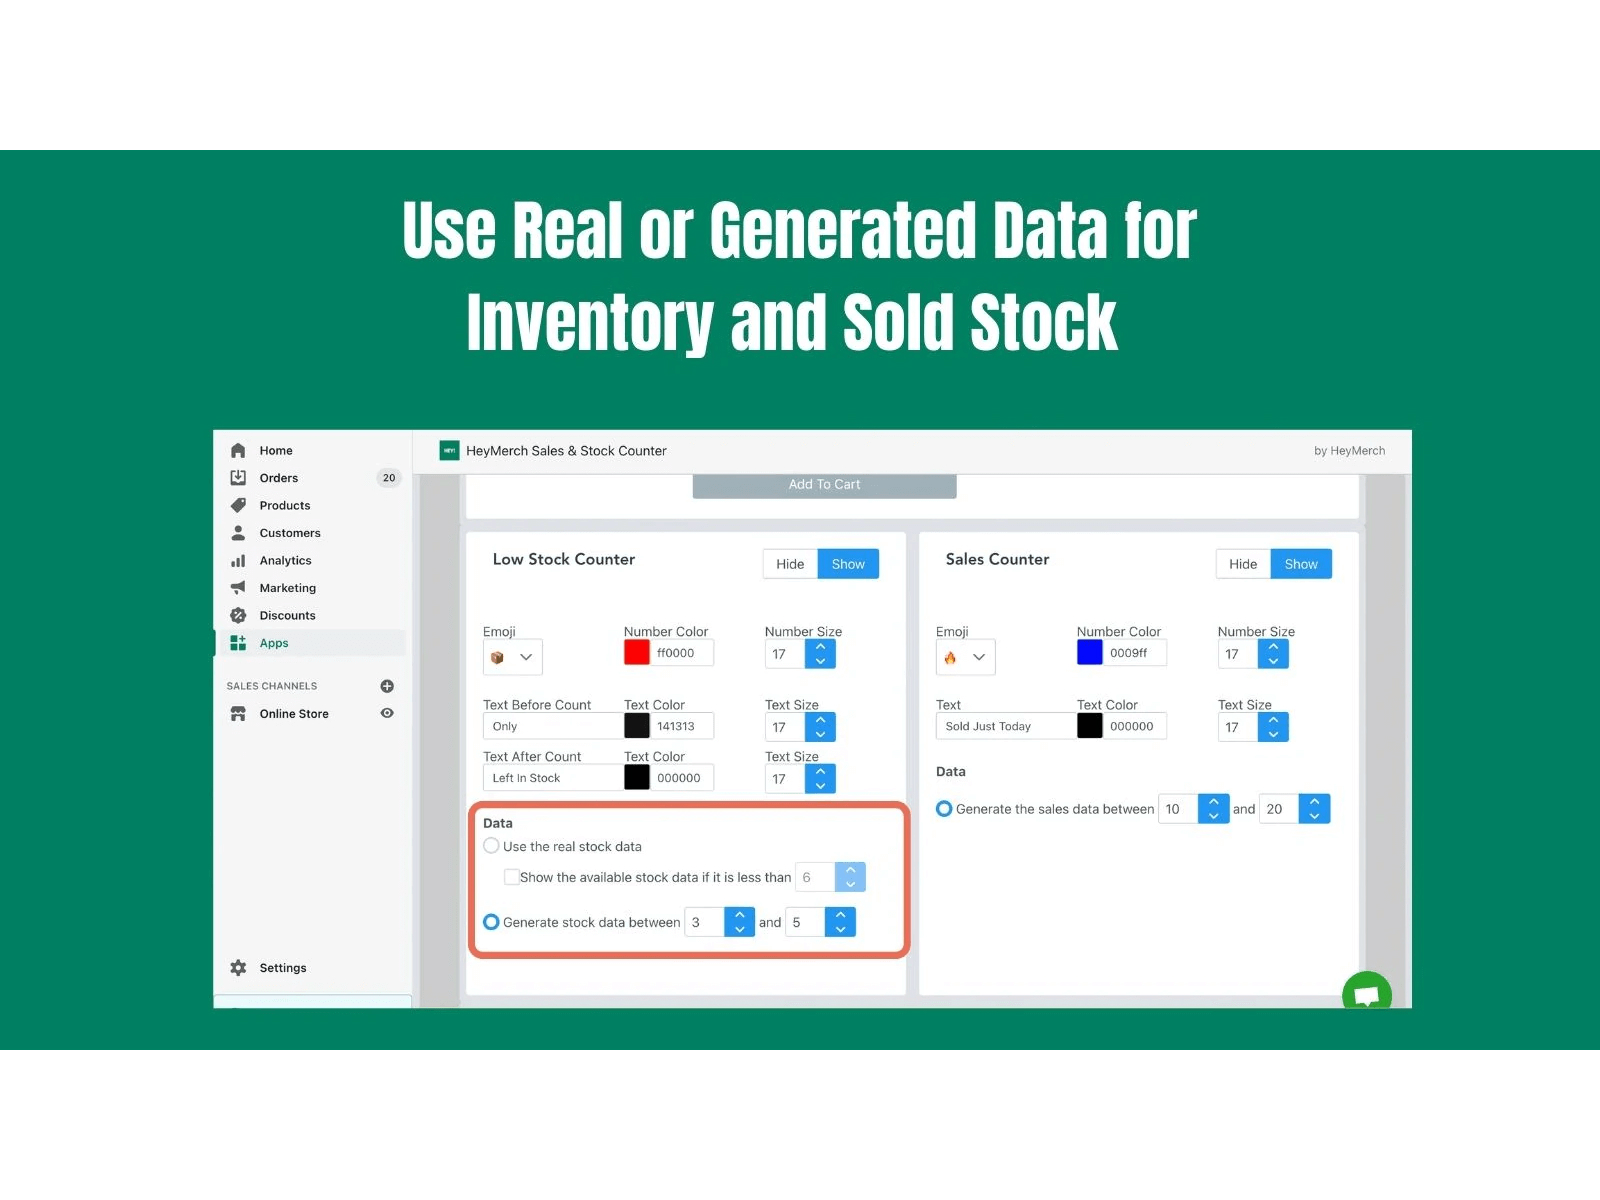 Use Real or Generated Data for
Inventory and Sold Stock
Home
Orders 20
Products
Customers
Analytics
Marketing
Discounts
Apps
SALES CHANNELS
Online Store
Settings
HEY! HeyMerch Sales & Stock Counter by HeyMerch
Add To Cart
Low Stock Counter Hide Show
Emoji Number Color Number Size
ff0000 17
Text Before Count Text Color Text Size
Only 141313 17
Text After Count Text Color Text Size
Left In Stock 000000 17
Data
Use the real stock data
Show the available stock data if it is less than 6
Generate stock data between 3 and 5
Sales Counter Hide Show
Emoji Number Color Number Size
0009ff 17
Text Text Color Text Size
Sold Just Today 000000 17
Data
Generate the sales data between 10 and 20